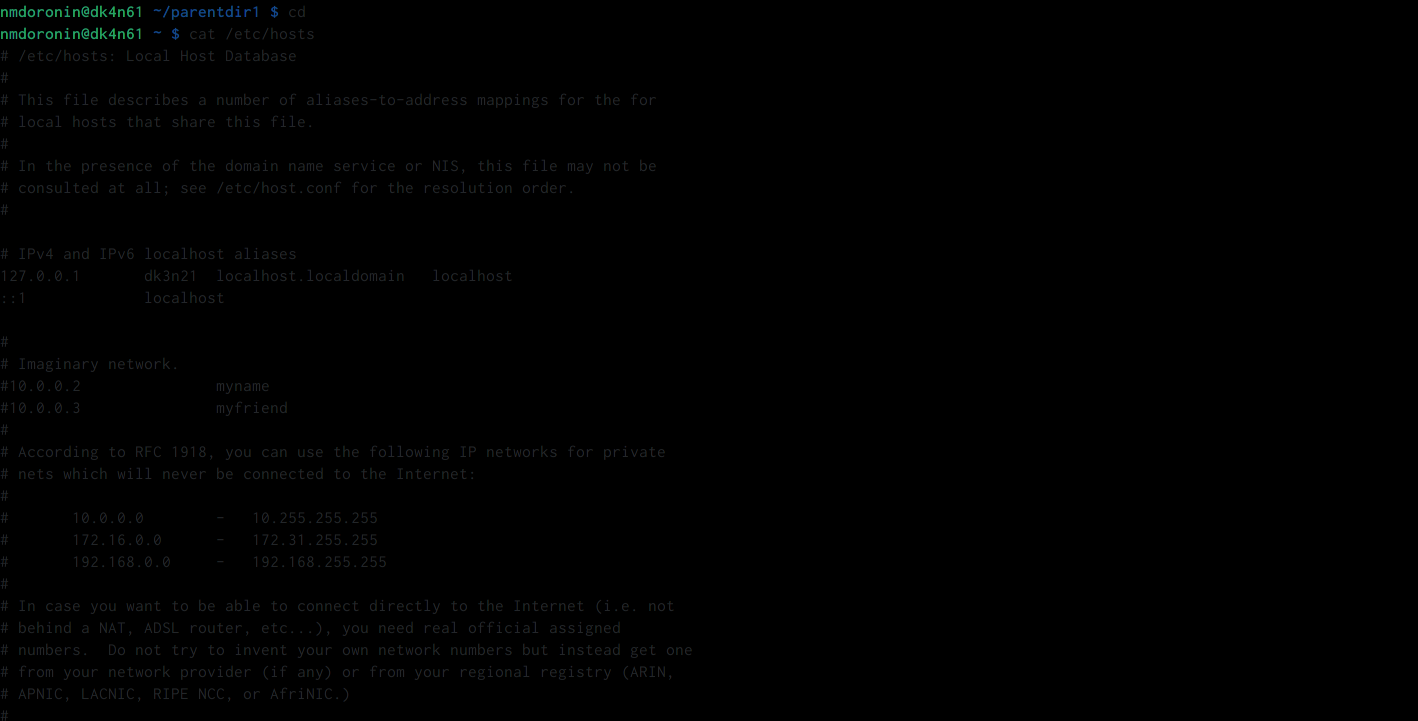 nmdoronin@dk4n61 ~/parentdir1 $ cd
nmdoronin@dk4n61 ~ $ cat /etc/hosts
# /etc/hosts: Local Host Database
#
# This file describes a number of aliases-to-address mappings for the for
# local hosts that share this file.
#
# In the presence of the domain name service or NIS, this file may not be
# consulted at all; see /etc/host.conf for the resolution order.
#
# IPv4 and IPv6 localhost aliases
127.0.0.1       dk3n21  localhost.localdomain   localhost
::1             localhost
#
# Imaginary network.
#10.0.0.2               myname
#10.0.0.3               myfriend
#
# According to RFC 1918, you can use the following IP networks for private
# nets which will never be connected to the Internet:
#
#       10.0.0.0        -   10.255.255.255
#       172.16.0.0      -   172.31.255.255
#       192.168.0.0     -   192.168.255.255
#
# In case you want to be able to connect directly to the Internet (i.e. not
# behind a NAT, ADSL router, etc...), you need real official assigned
# numbers.  Do not try to invent your own network numbers but instead get one
# from your network provider (if any) or from your regional registry (ARIN,
# APNIC, LACNIC, RIPE NCC, or AfriNIC.)
#